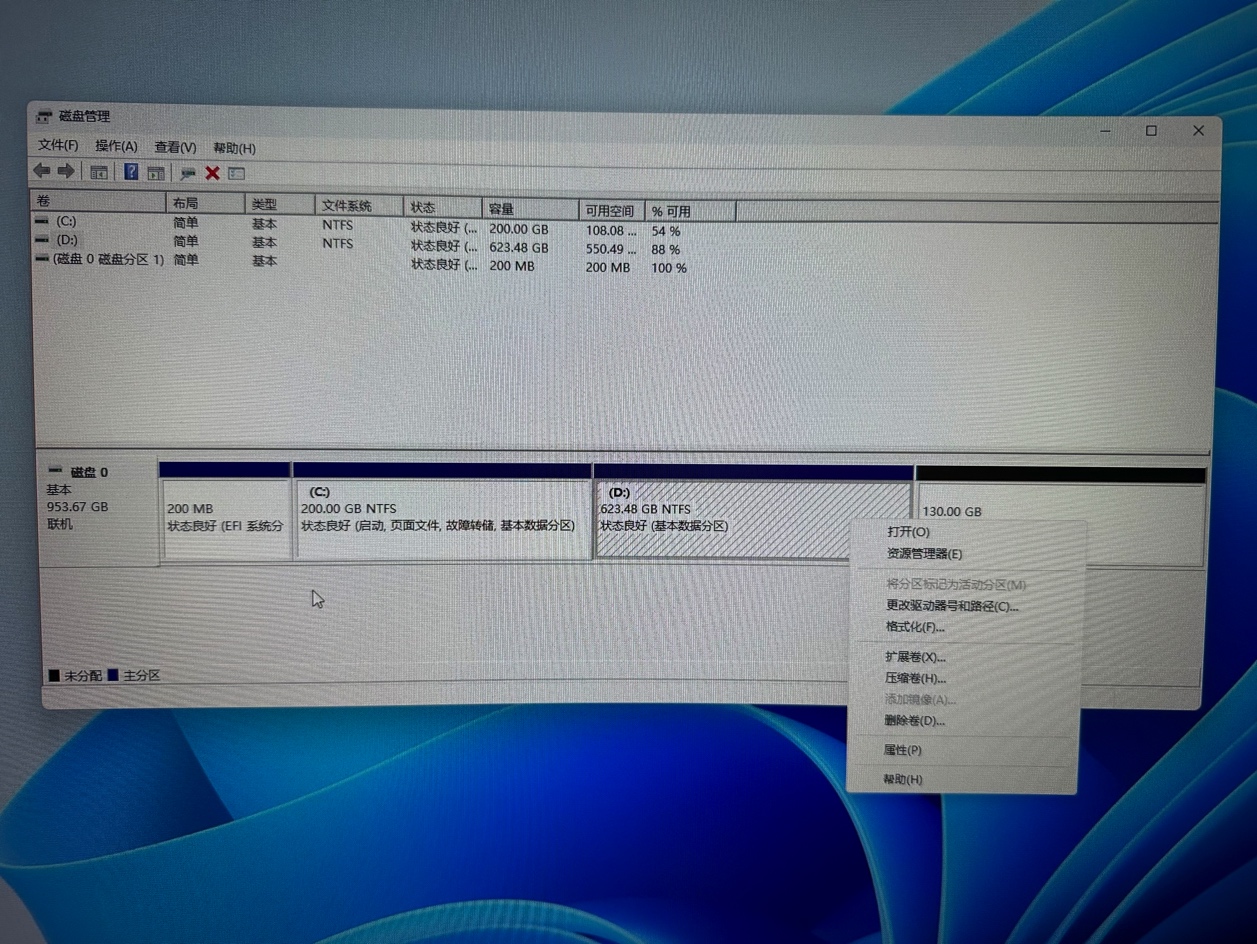 磁盘管理
文件(F) 操作(A) 查看(V) 帮助(H)
卷 布局 类型 文件系统 状态 容量 可用空间 % 可用
(C:) 简单 基本 NTFS 状态良好 (... 200.00 GB 108.08 ... 54 %
(D:) 简单 基本 NTFS 状态良好 (... 623.48 GB 550.49 ... 88 %
(磁盘 0 磁盘分区 1) 简单 基本 状态良好 (... 200 MB 200 MB 100 %
磁盘 0
基本
953.67 GB
联机
200 MB
状态良好 (EFI 系统分
(C:)
200.00 GB NTFS
状态良好 (启动, 页面文件, 故障转储, 基本数据分区)
(D:)
623.48 GB NTFS
状态良好 (基本数据分区)
130.00 GB
打开(O)
资源管理器(E)
将分区标记为活动分区(M)
更改驱动器号和路径(C)...
格式化(F)...
扩展卷(X)...
压缩卷(H)...
添加镜像(A)...
删除卷(D)...
属性(P)
帮助(H)
未分配 主分区